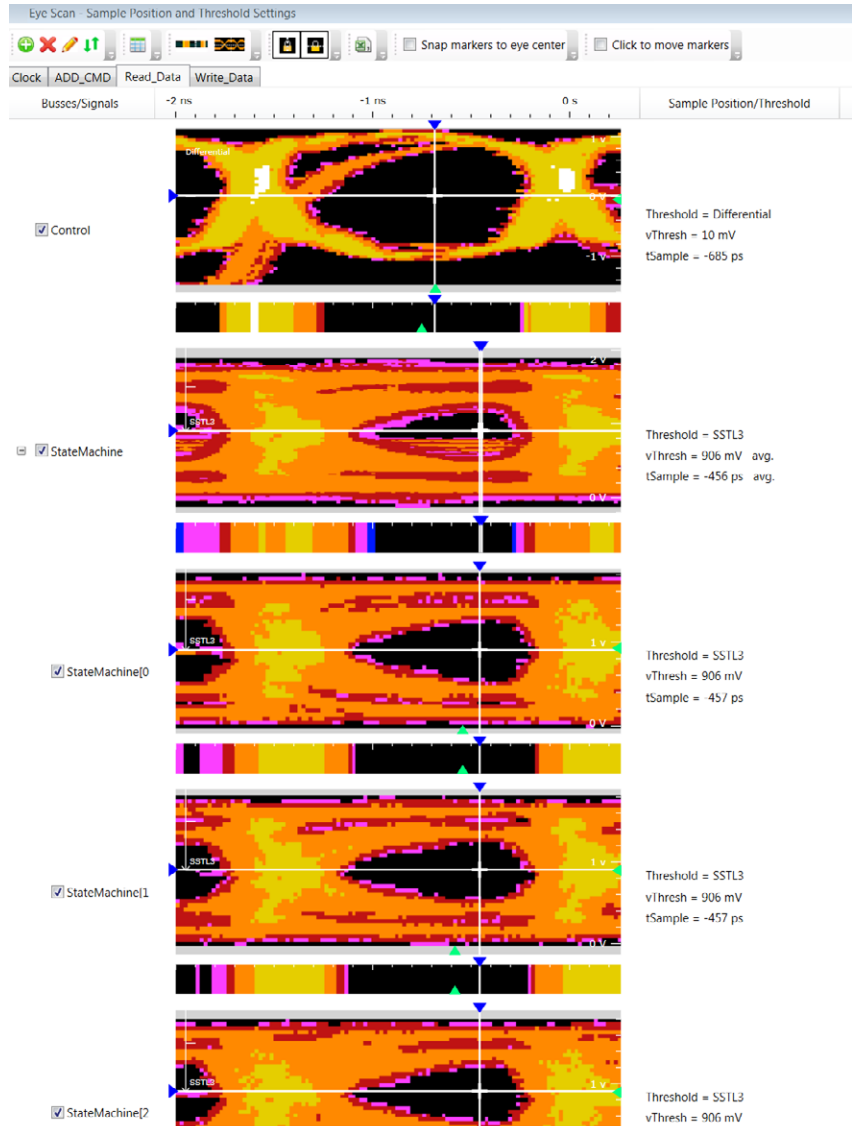 Eye Scan - Sample Position and Threshold Settings
Snap markers to eye center
Click to move markers
Clock ADD_CMD Read_Data Write_Data
Busses/Signals -2 ns -1 ns 0 s Sample Position/Threshold
Differential
1 V
0 V
-1 V
Control
Threshold = Differential
vThresh = 10 mV
tSample = -685 ps
2 V
SSTL3
0 V
StateMachine
Threshold = SSTL3
vThresh = 906 mV avg.
tSample = -456 ps avg.
SSTL3
1 V
0 V
StateMachine[0
Threshold = SSTL3
vThresh = 906 mV
tSample = -457 ps
SSTL3
1 V
0 V
StateMachine[1
Threshold = SSTL3
vThresh = 906 mV
tSample = -457 ps
SSTL3
1 V
StateMachine[2
Threshold = SSTL3
vThresh = 906 mV